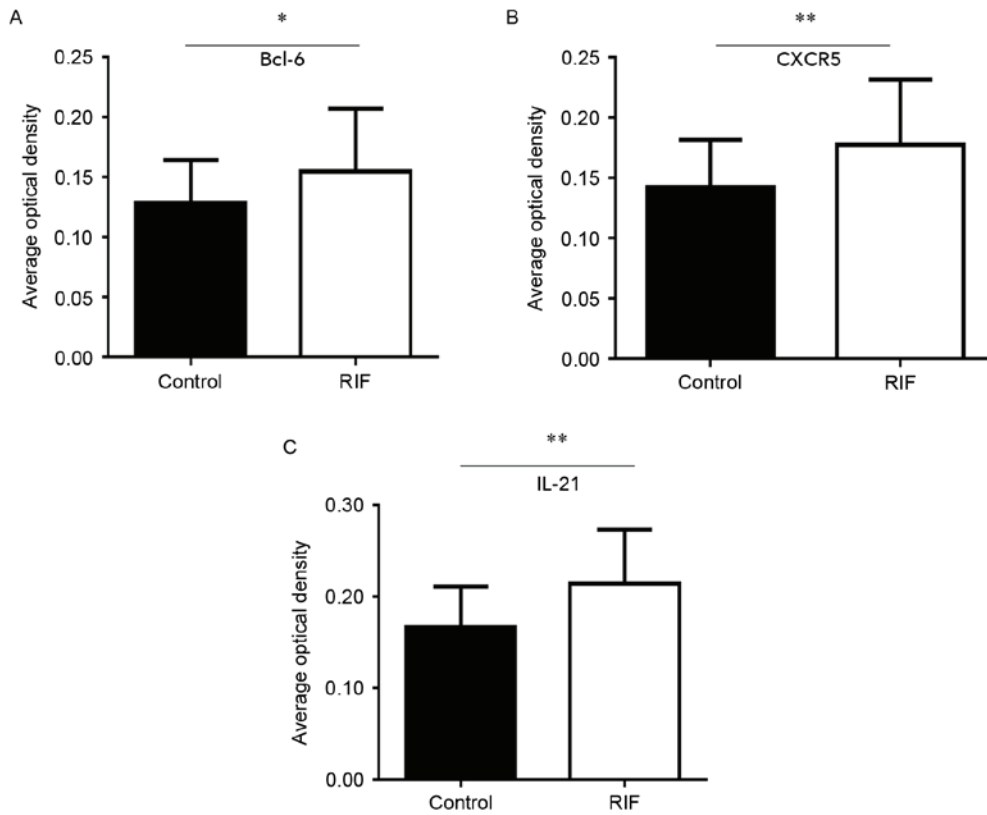 A
*
Bcl-6
0.25
0.20
0.15
0.10
0.05
0.00
Average optical density
Control
RIF
B
**
CXCR5
0.25
0.20
0.15
0.10
0.05
0.00
Average optical density
Control
RIF
C
**
IL-21
0.30
0.20
0.10
0.00
Average optical density
Control
RIF